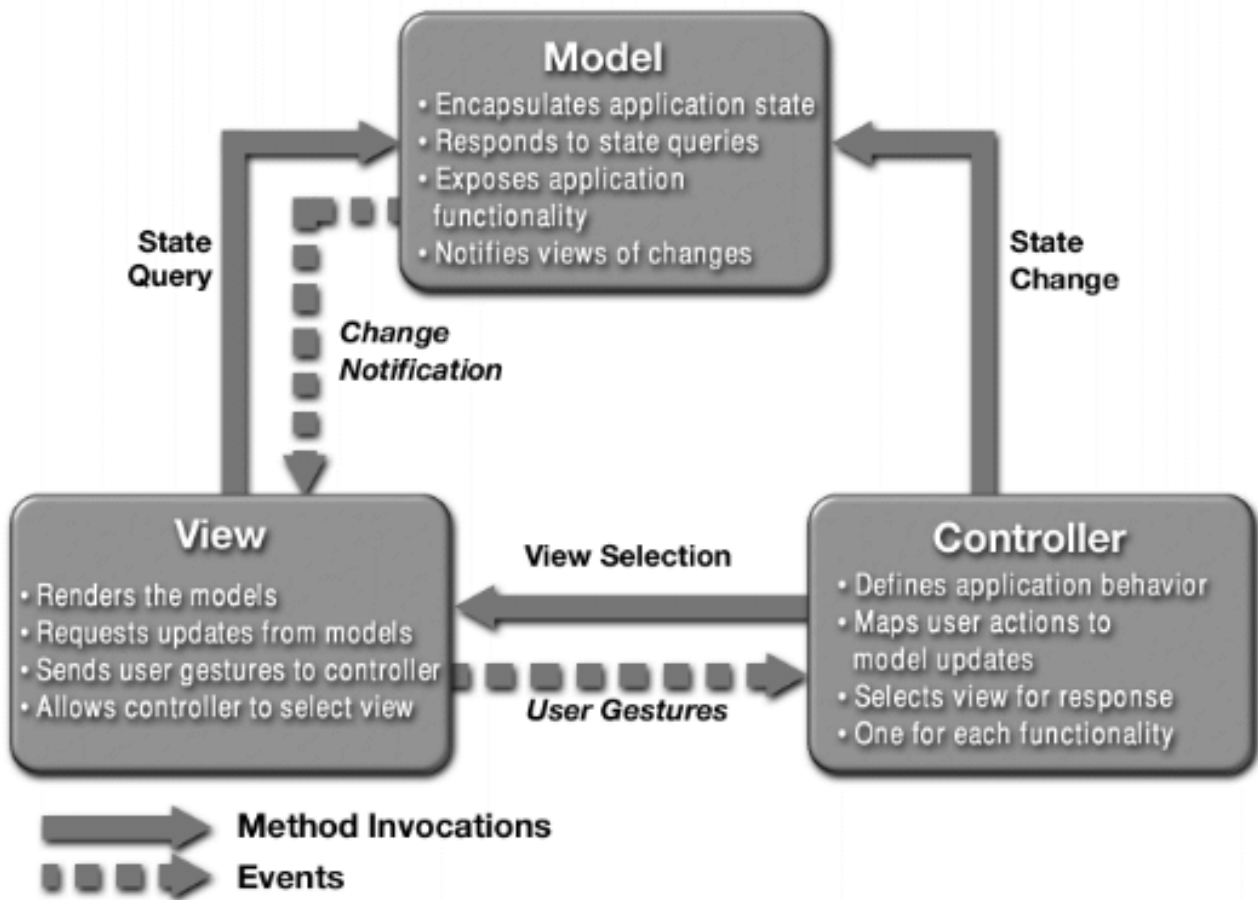 Model
• Encapsulates application state
• Responds to state queries
• Exposes application
functionality
• Notifies views of changes
State
Query
Change
Notification
State
Change
View
• Renders the models
• Requests updates from models
• Sends user gestures to controller
• Allows controller to select view
View Selection
User Gestures
Controller
• Defines application behavior
• Maps user actions to
model updates
• Selects view for response
• One for each functionality
Method Invocations
Events